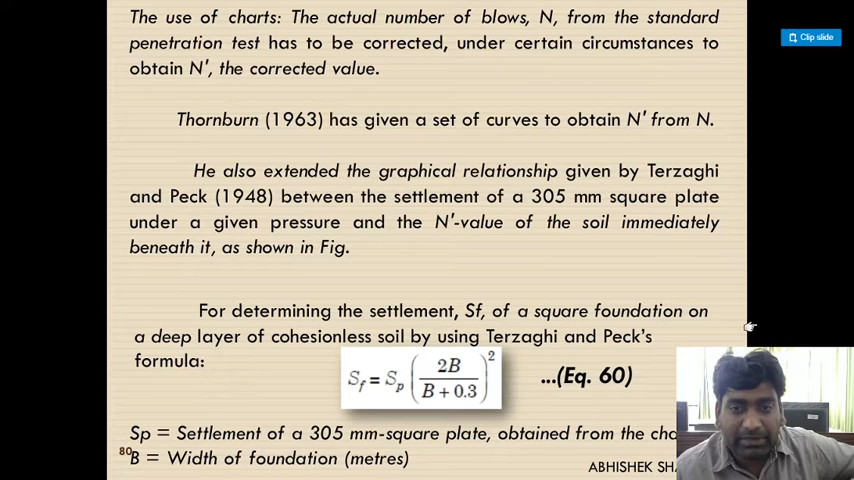 The use of charts: The actual number of blows, N, from the standard
penetration test has to be corrected, under certain circumstances to
obtain N′, the corrected value.
Clip slide
Thornburn (1963) has given a set of curves to obtain N′ from N.
He also extended the graphical relationship given by Terzaghi
and Peck (1948) between the settlement of a 305 mm square plate
under a given pressure and the N′-value of the soil immediately
beneath it, as shown in Fig.
For determining the settlement, Sf, of a square foundation on
a deep layer of cohesionless soil by using Terzaghi and Peck's
formula:
S_f = S_p (2B / (B + 0.3))^2 ...(Eq. 60)
Sp = Settlement of a 305 mm-square plate, obtained from the
80
B = Width of foundation (metres)
ABHISHEK